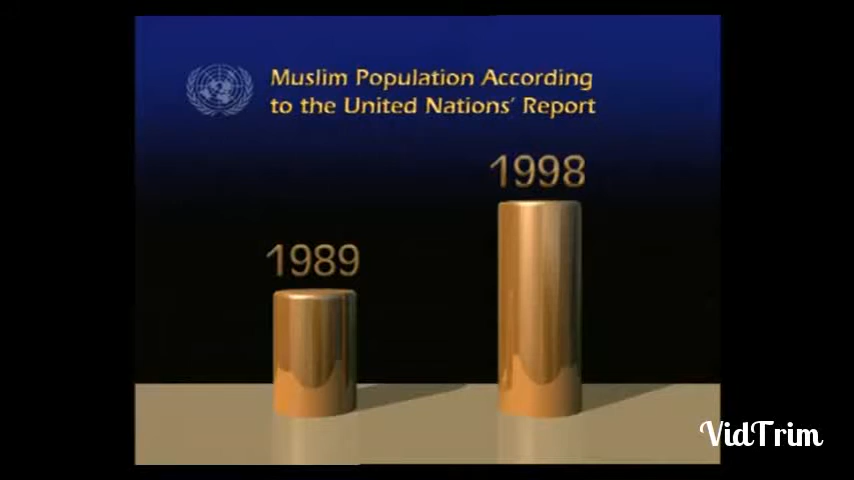 Muslim Population According
to the United Nations' Report
1998
1989
VidTrim